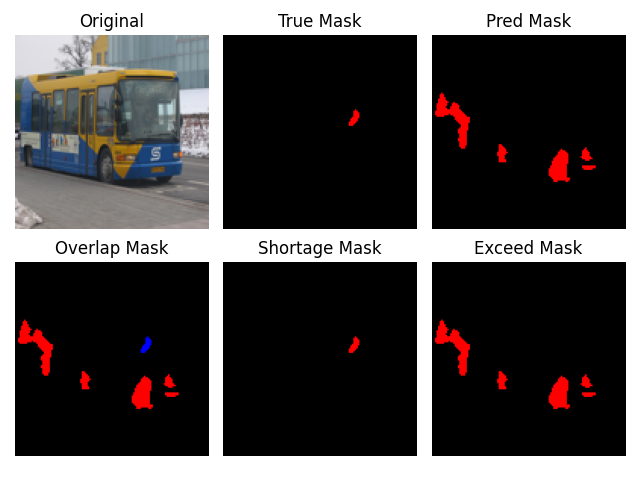 Original
True Mask
Pred Mask
S
Overlap Mask
Shortage Mask
Exceed Mask